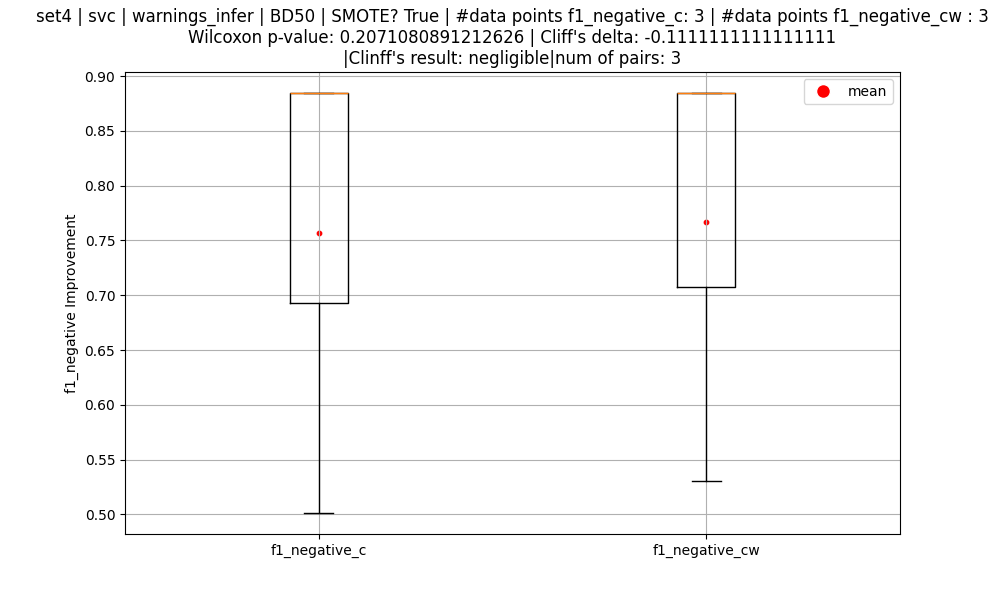 set4 | svc | warnings_infer | BD50 | SMOTE? True | #data points f1_negative_c: 3 | #data points f1_negative_cw : 3
Wilcoxon p-value: 0.2071080891212626 | Cliff's delta: -0.1111111111111111
|Clinff's result: negligible|num of pairs: 3
mean
0.90
0.85
0.80
0.75
0.70
0.65
0.60
0.55
0.50
f1_negative Improvement
f1_negative_c
f1_negative_cw